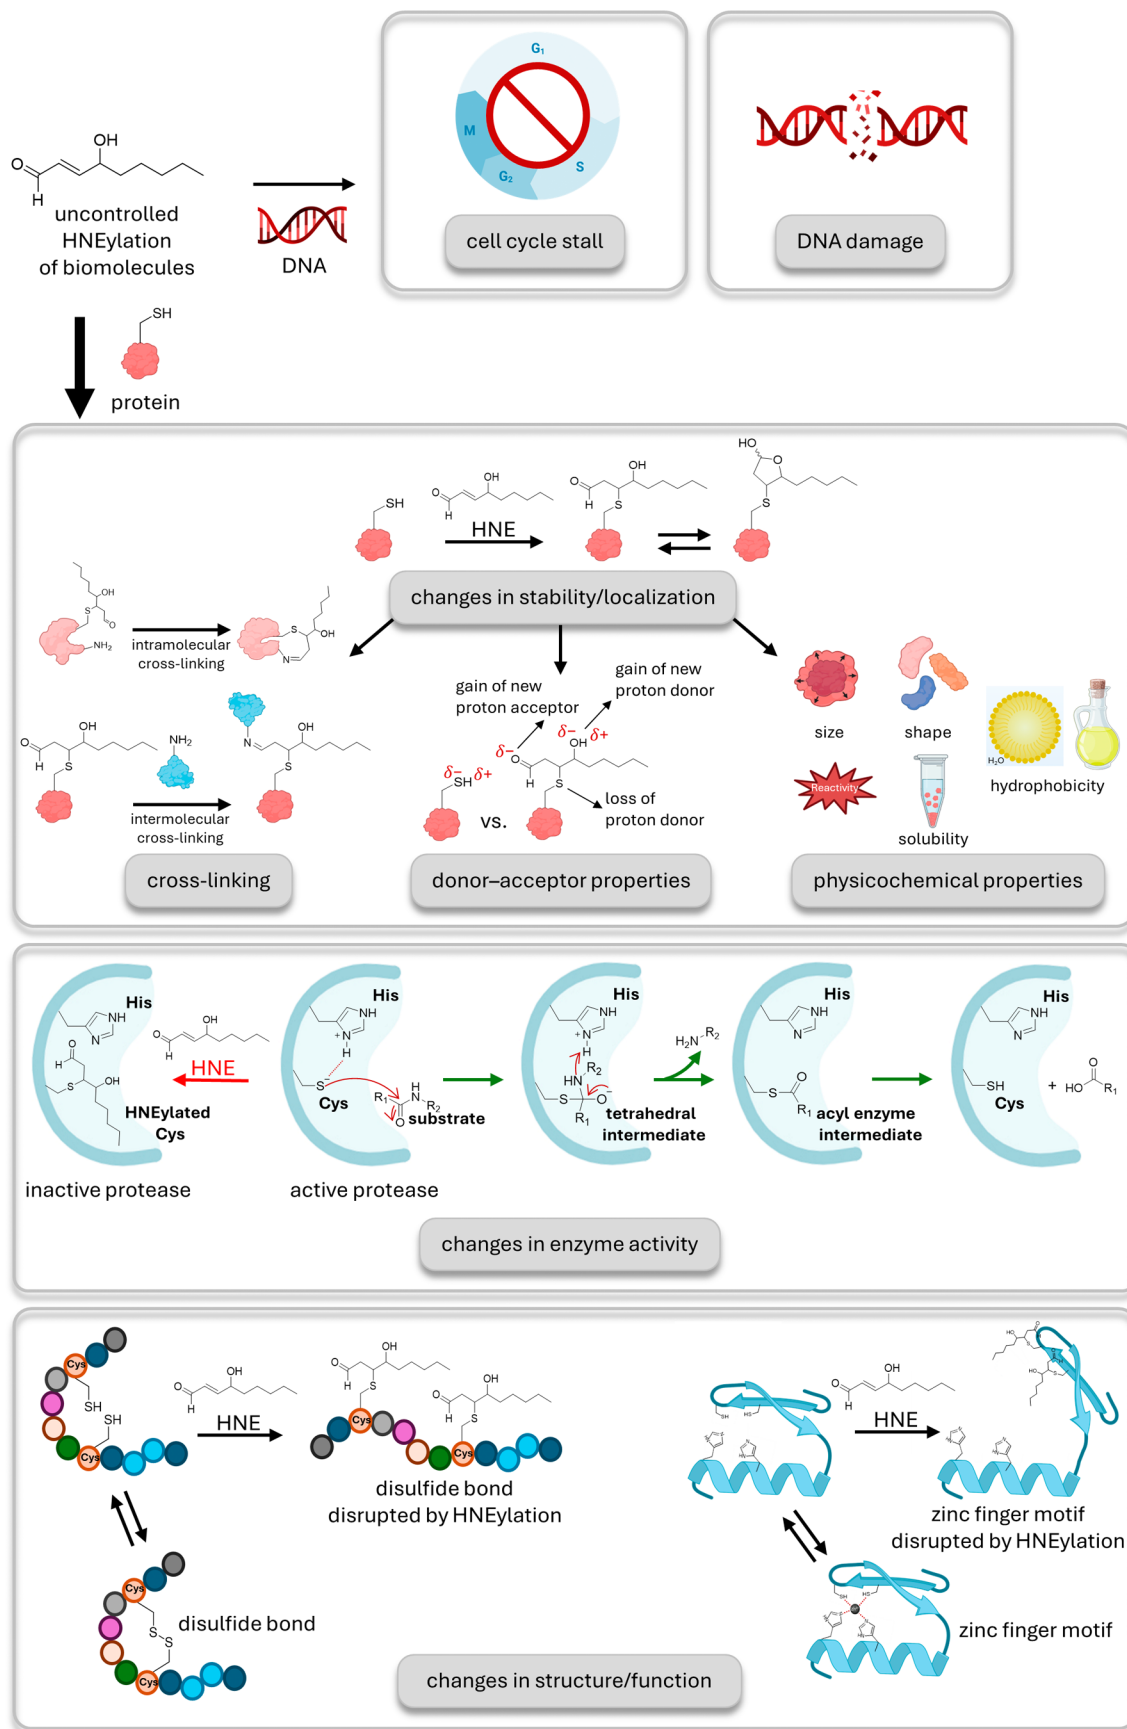 G₁
M
S
G₂
cell cycle stall
DNA damage
OH
O
H
uncontrolled
HNEylation
of biomolecules
DNA
SH
protein
SH
O
OH
H
HNE
O
OH
H
S
HO
O
S
changes in stability/localization
OH
S
O
NH₂
intramolecular
cross-linking
S
OH
N
O
OH
H
S
NH₂
intermolecular
cross-linking
N
OH
S
cross-linking
gain of new
proton acceptor
gain of new
proton donor
δ−
δ− OH δ+
O
H
S
δ−
SH δ+
vs.
loss of
proton donor
donor–acceptor properties
size
shape
H₂O
hydrophobicity
Reactivity
solubility
physicochemical properties
His
NH
N
O
H
S
OH
HNEylated
Cys
inactive protease
O
OH
H
HNE
His
NH
N
+
H
S−
Cys
R₁
O
H
N
R₂
substrate
active protease
His
NH
N
+
H
HN
R₂
S
O−
R₁
tetrahedral
intermediate
H₂N
R₂
His
NH
N
S
O
R₁
acyl enzyme
intermediate
His
NH
N
SH
Cys
+
HO
O
R₁
changes in enzyme activity
Cys
SH
SH
Cys
O
OH
H
HNE
O
OH
H
S
O
OH
H
S
Cys
Cys
disulfide bond
disrupted by HNEylation
Cys
S
S
Cys
disulfide bond
SH
HS
O
OH
H
HNE
zinc finger motif
disrupted by HNEylation
SH
HS
zinc finger motif
changes in structure/function